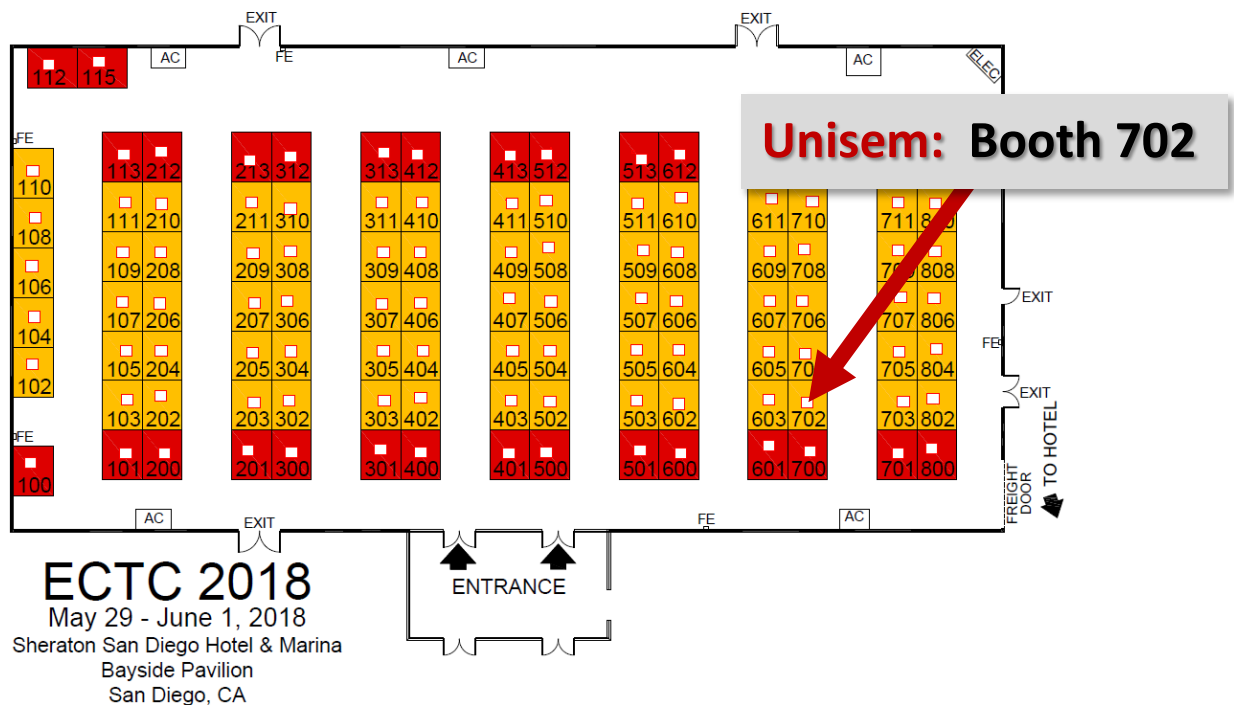 EXIT EXIT
AC FE AC AC ELEC
112 115
Unisem: Booth 702
FE
113 212 213 312 313 412 413 512 513 612
110
111 210 211 310 311 410 411 510 511 610 611 710 711
108
109 208 209 308 309 408 409 508 509 608 609 708 808
106
107 206 207 306 307 406 407 506 507 606 607 706 707 806
EXIT
104
FE
105 204 205 304 305 404 405 504 505 604 605 705 804
102
EXIT
103 202 203 302 303 402 403 502 503 602 603 702 703 802
FE
101 200 201 300 301 400 401 500 501 600 601 700 701 800
100
FREIGHT
DOOR
TO HOTEL
AC EXIT FE AC
ENTRANCE
ECTC 2018
May 29 - June 1, 2018
Sheraton San Diego Hotel & Marina
Bayside Pavilion
San Diego, CA